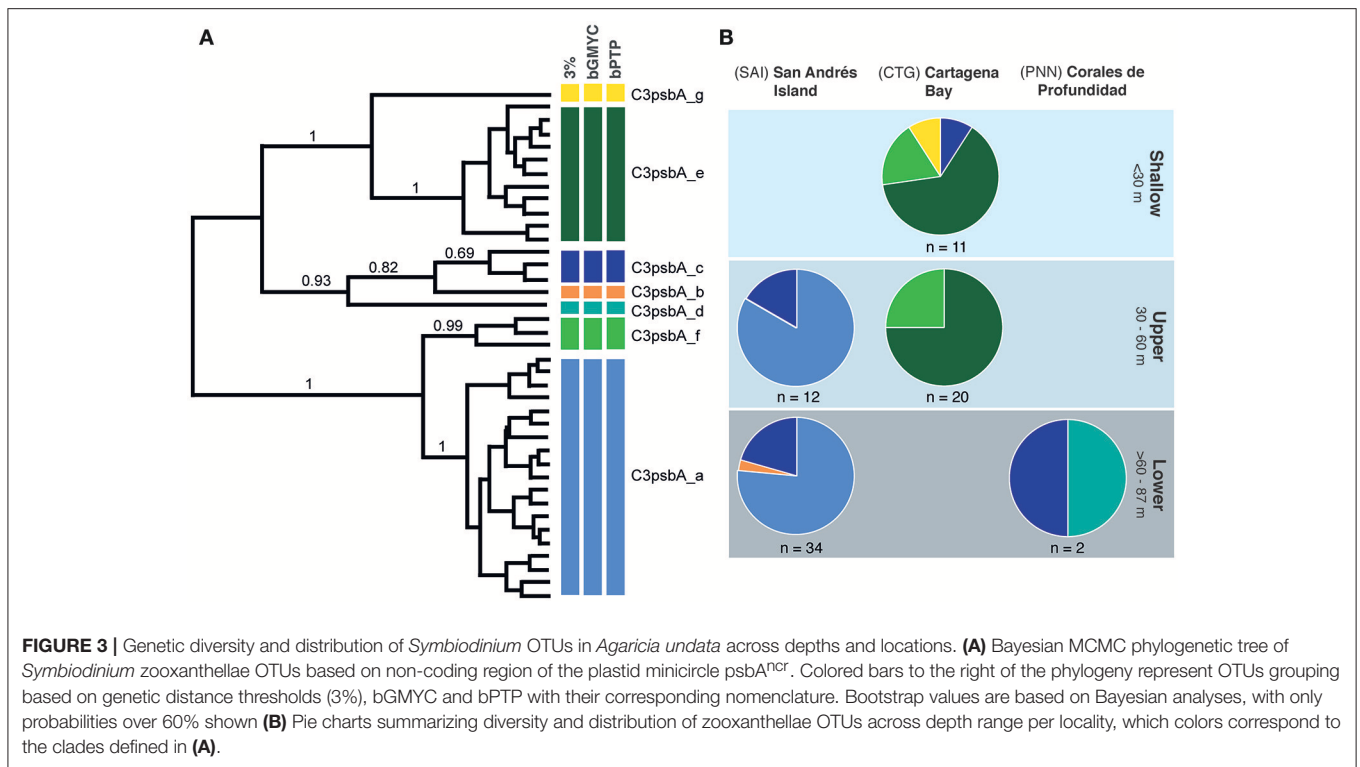 A
3%
bGMYC
bPTP
C3psbA_g
C3psbA_e
C3psbA_c
C3psbA_b
C3psbA_d
C3psbA_f
C3psbA_a
1
1
0.69
0.82
0.93
0.99
1
1
B
(SAI) San Andrés
Island
(CTG) Cartagena
Bay
(PNN) Corales de
Profundidad
Shallow
<30 m
n = 11
Upper
30 - 60 m
n = 12
n = 20
Lower
>60 - 87 m
n = 34
n = 2
FIGURE 3 | Genetic diversity and distribution of Symbiodinium OTUs in Agaricia undata across depths and locations. (A) Bayesian MCMC phylogenetic tree of
Symbiodinium zooxanthellae OTUs based on non-coding region of the plastid minicircle psbAncr. Colored bars to the right of the phylogeny represent OTUs grouping
based on genetic distance thresholds (3%), bGMYC and bPTP with their corresponding nomenclature. Bootstrap values are based on Bayesian analyses, with only
probabilities over 60% shown (B) Pie charts summarizing diversity and distribution of zooxanthellae OTUs across depth range per locality, which colors correspond to
the clades defined in (A).